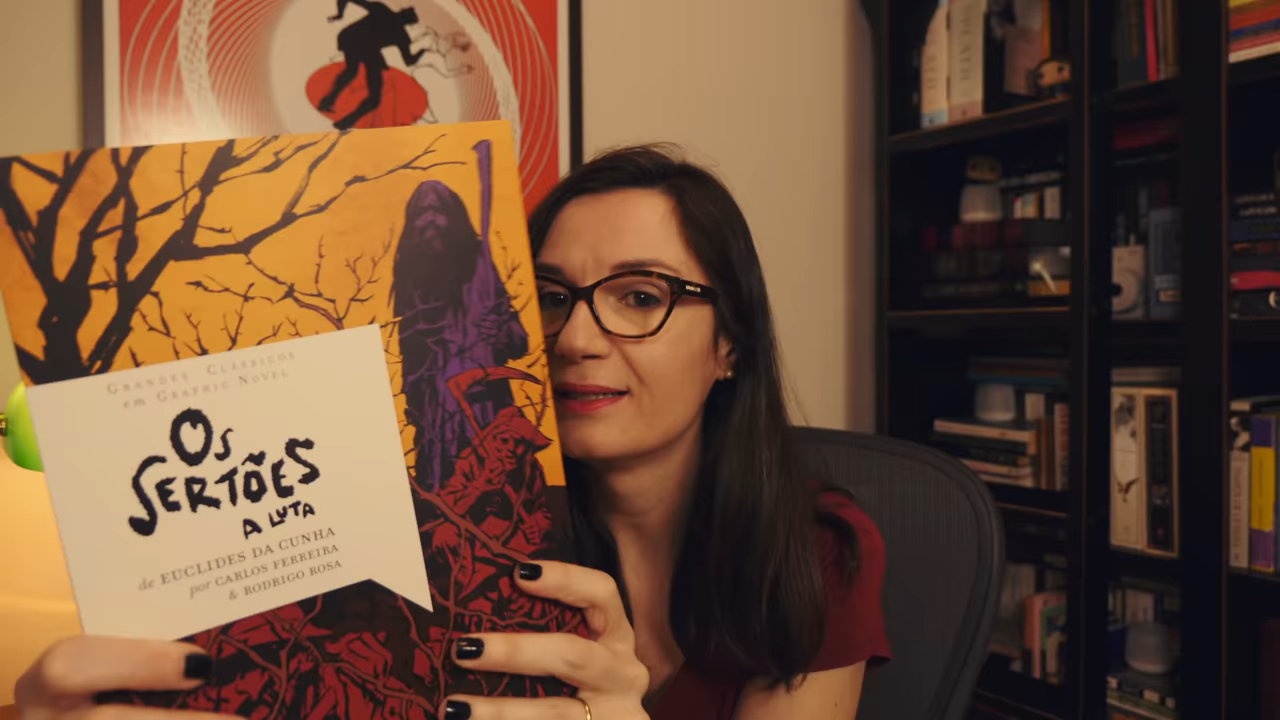 GRANDES CLÁSSICOS
em GRAPHIC NOVEL
OS
SERTÕES
A LUTA
de EUCLIDES DA CUNHA
por CARLOS FERREIRA
& RODRIGO ROSA